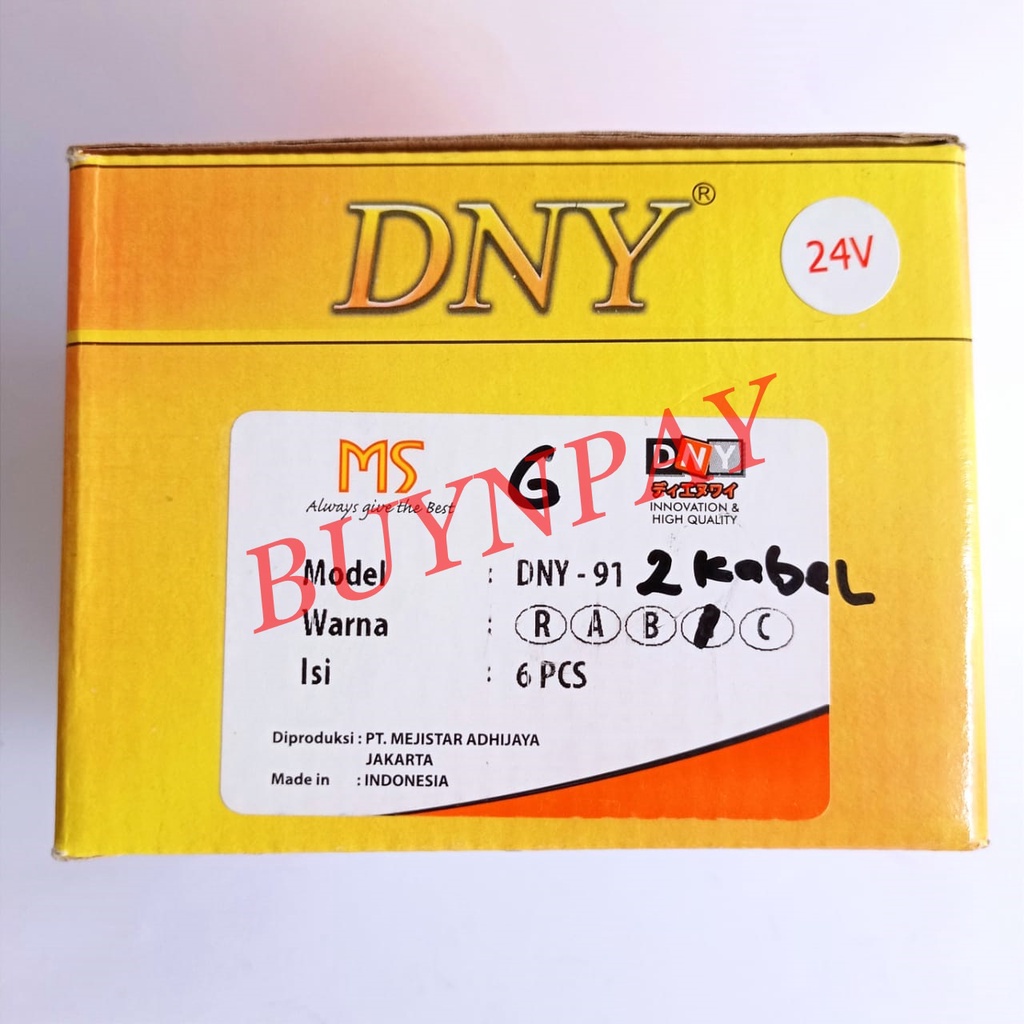 DNY®
24V
MS
Always give the Best
G
DNY
ディエヌワイ
INNOVATION &
HIGH QUALITY
BUYNPAY
Model : DNY - 91 2 Kabel
Warna : R A B C
Isi : 6 PCS
Diproduksi : PT. MEJISTAR ADHIJAYA
JAKARTA
Made in : INDONESIA